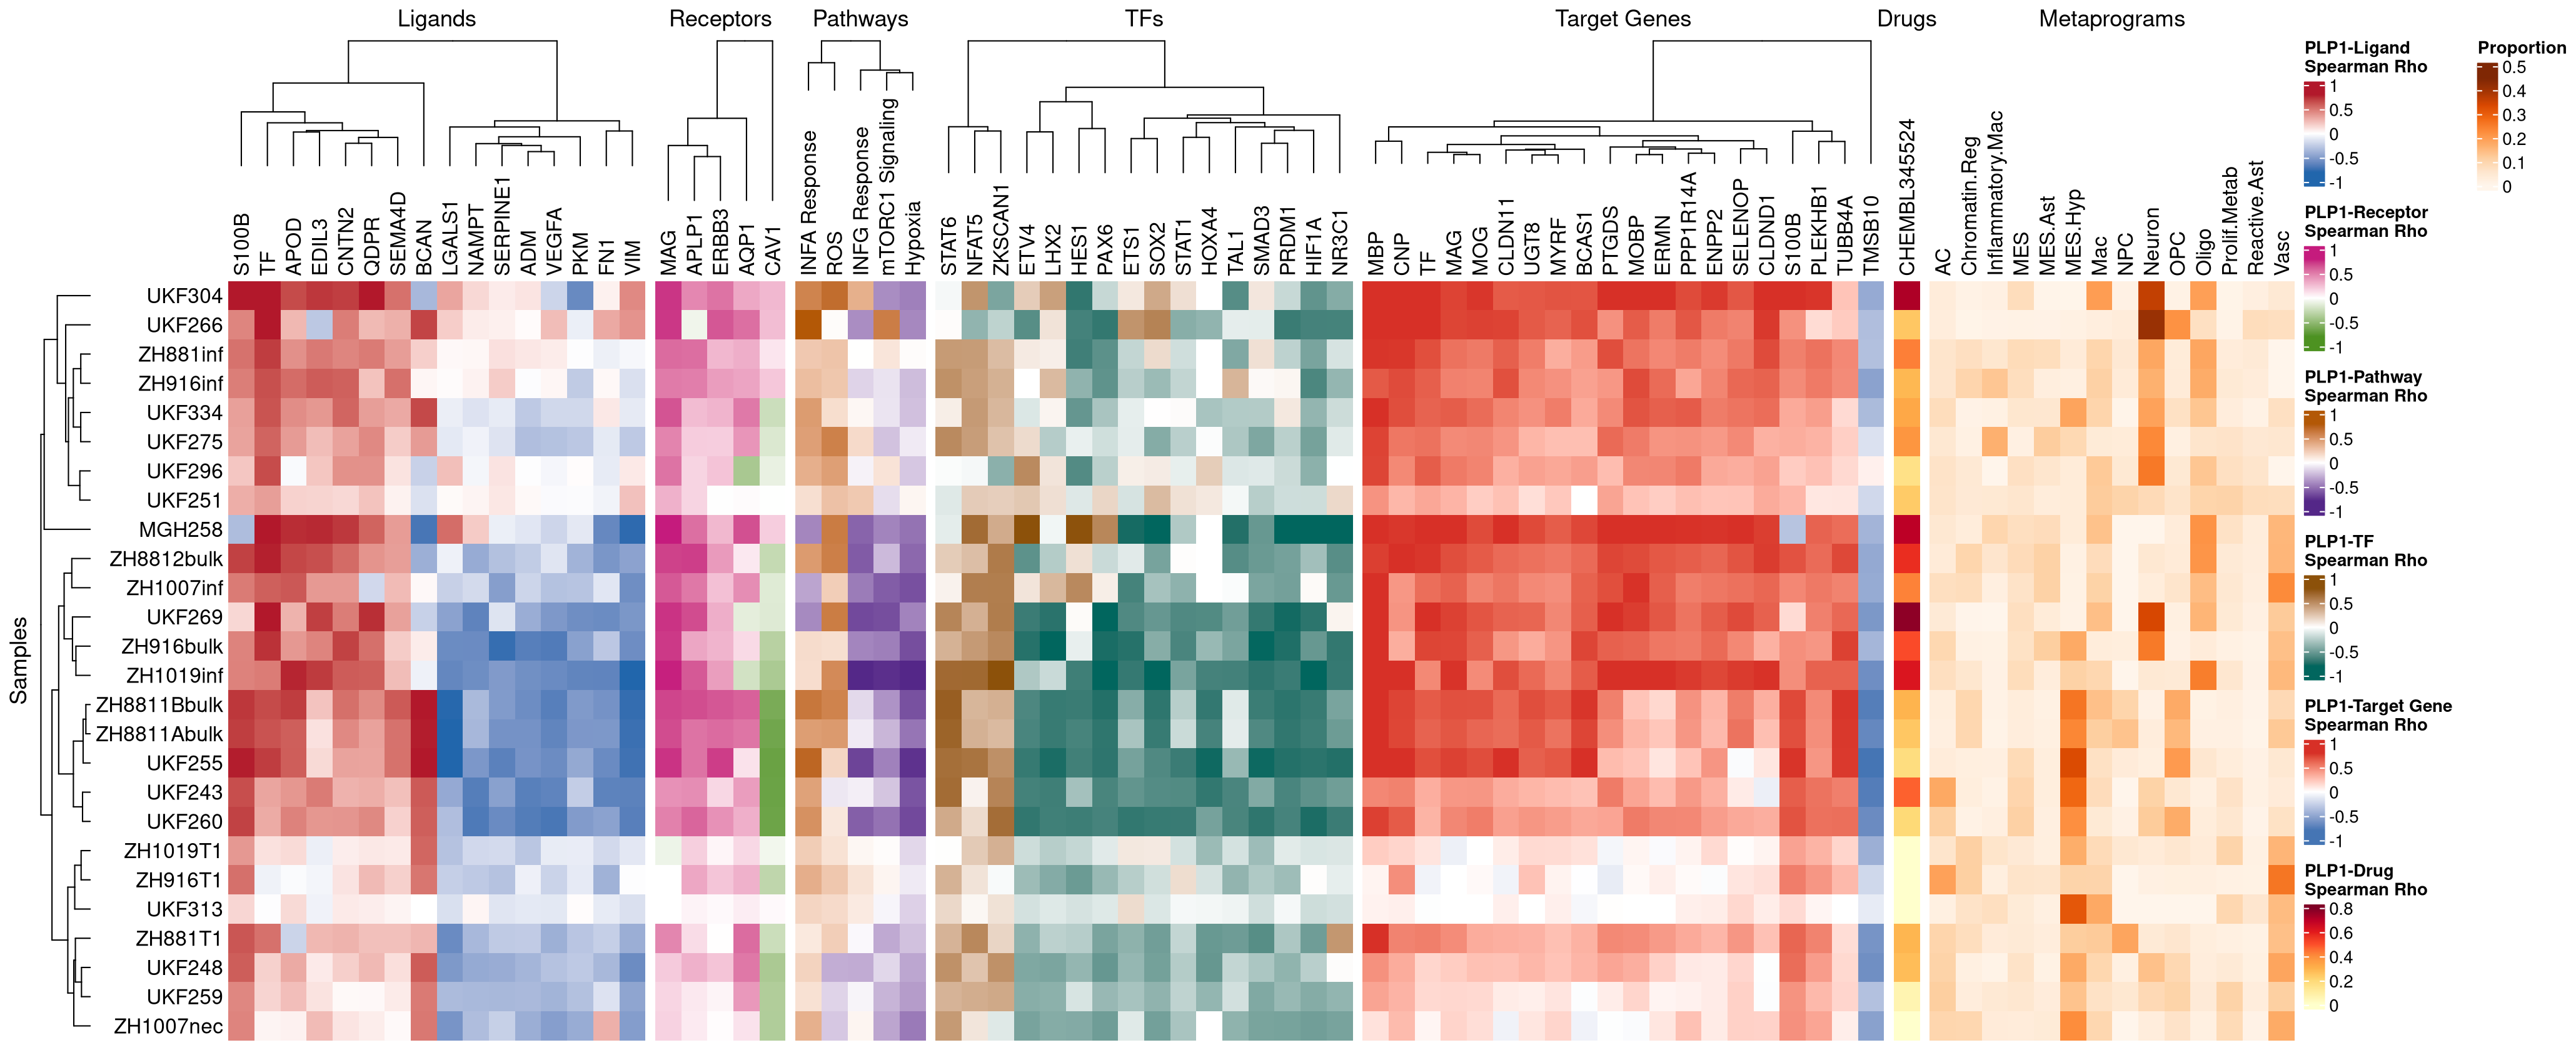 Ligands Receptors Pathways TFs Target Genes Drugs Metaprograms
S100B TF APOD EDIL3 CNTN2 QDPR SEMA4D BCAN LGALS1 NAMPT SERPINE1 ADM VEGFA PKM FN1 VIM
MAG APLP1 ERBB3 AQP1 CAV1
INFA Response ROS INFG Response mTORC1 Signaling Hypoxia
STAT6 NFAT5 ZKSCAN1 ETV4 LHX2 HES1 PAX6 ETS1 SOX2 STAT1 HOXA4 TAL1 SMAD3 PRDM1 HIF1A NR3C1
MBP CNP TF MAG MOG CLDN11 UGT8 MYRF BCAS1 PTGDS MOBP ERMN PPP1R14A ENPP2 SELENOP CLDND1 S100B PLEKHB1 TUBB4A TMSB10
CHEMBL345524
AC Chromatin.Reg Inflammatory.Mac MES MES.Ast MES.Hyp Mac NPC Neuron OPC Oligo Prolif.Metab Reactive.Ast Vasc
Samples
UKF304
UKF266
ZH881inf
ZH916inf
UKF334
UKF275
UKF296
UKF251
MGH258
ZH8812bulk
ZH1007inf
UKF269
ZH916bulk
ZH1019inf
ZH8811Bbulk
ZH8811Abulk
UKF255
UKF243
UKF260
ZH1019T1
ZH916T1
UKF313
ZH881T1
UKF248
UKF259
ZH1007nec
PLP1-Ligand
Spearman Rho
1
0.5
0
-0.5
-1
PLP1-Receptor
Spearman Rho
1
0.5
0
-0.5
-1
PLP1-Pathway
Spearman Rho
1
0.5
0
-0.5
-1
PLP1-TF
Spearman Rho
1
0.5
0
-0.5
-1
PLP1-Target Gene
Spearman Rho
1
0.5
0
-0.5
-1
PLP1-Drug
Spearman Rho
0.8
0.6
0.4
0.2
0
Proportion
0.5
0.4
0.3
0.2
0.1
0